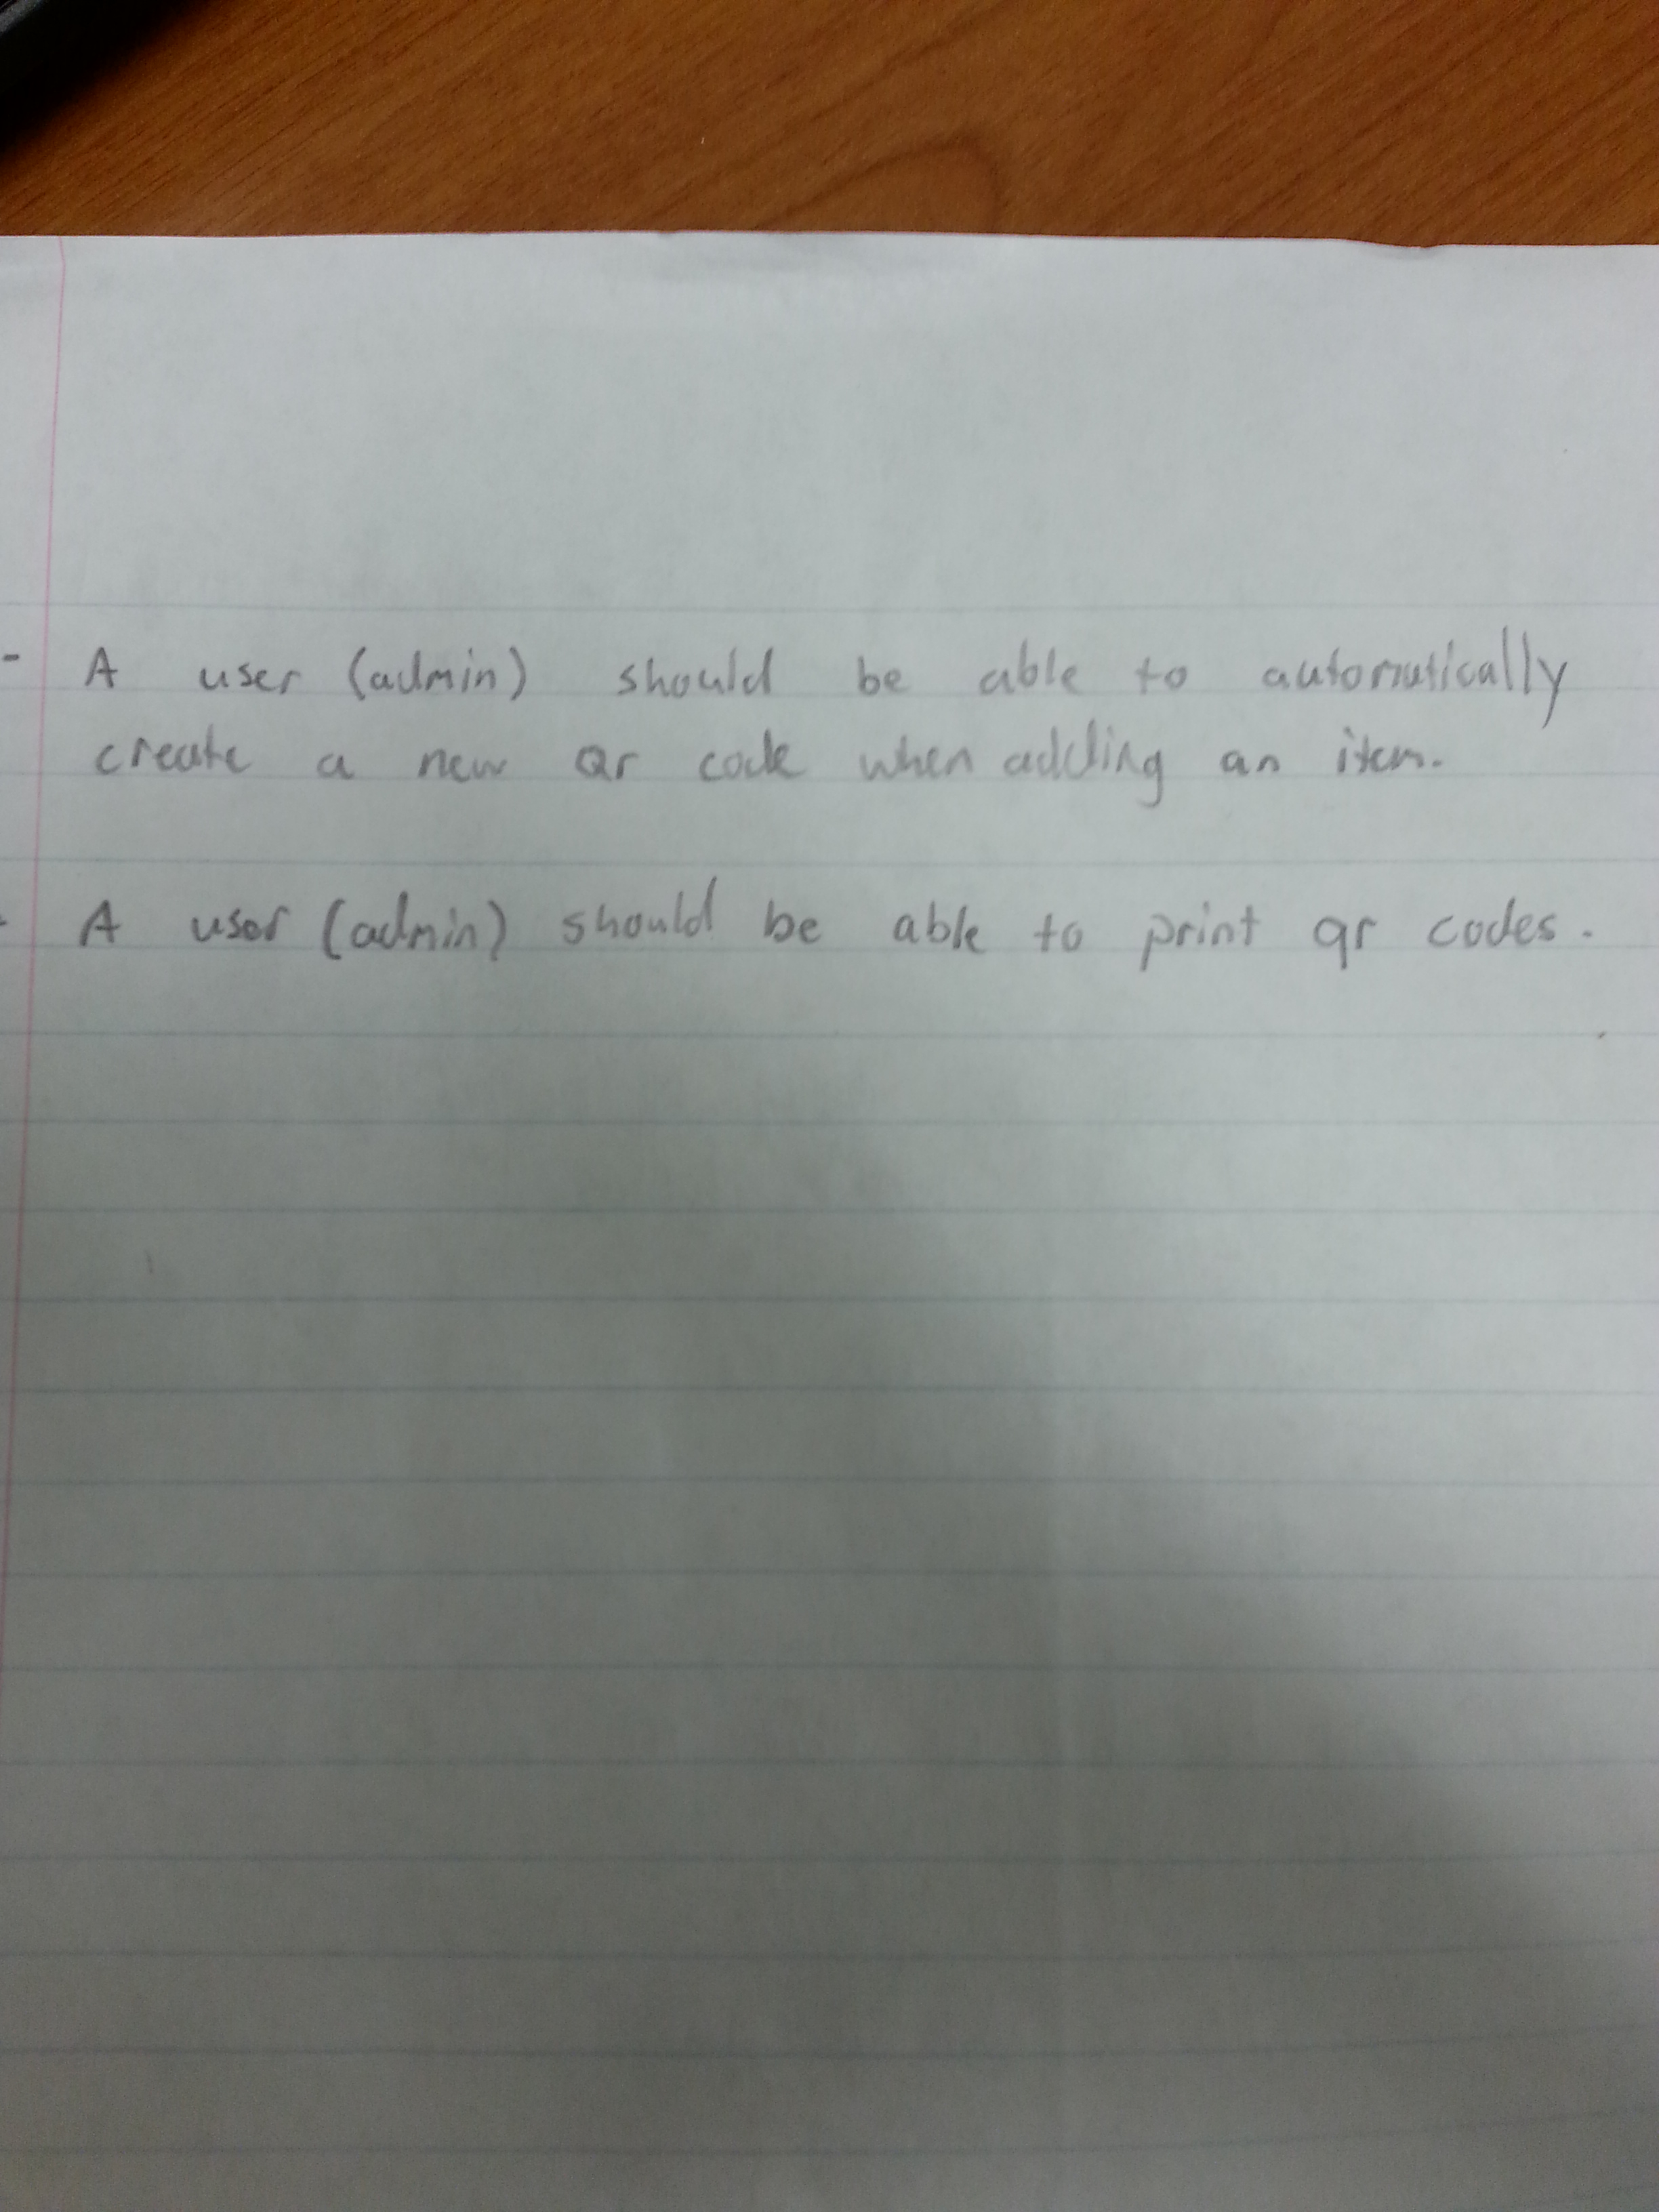 - A user (admin) should be able to automatically
create a new Qr code when adding an item.
- A user (admin) should be able to print qr codes.